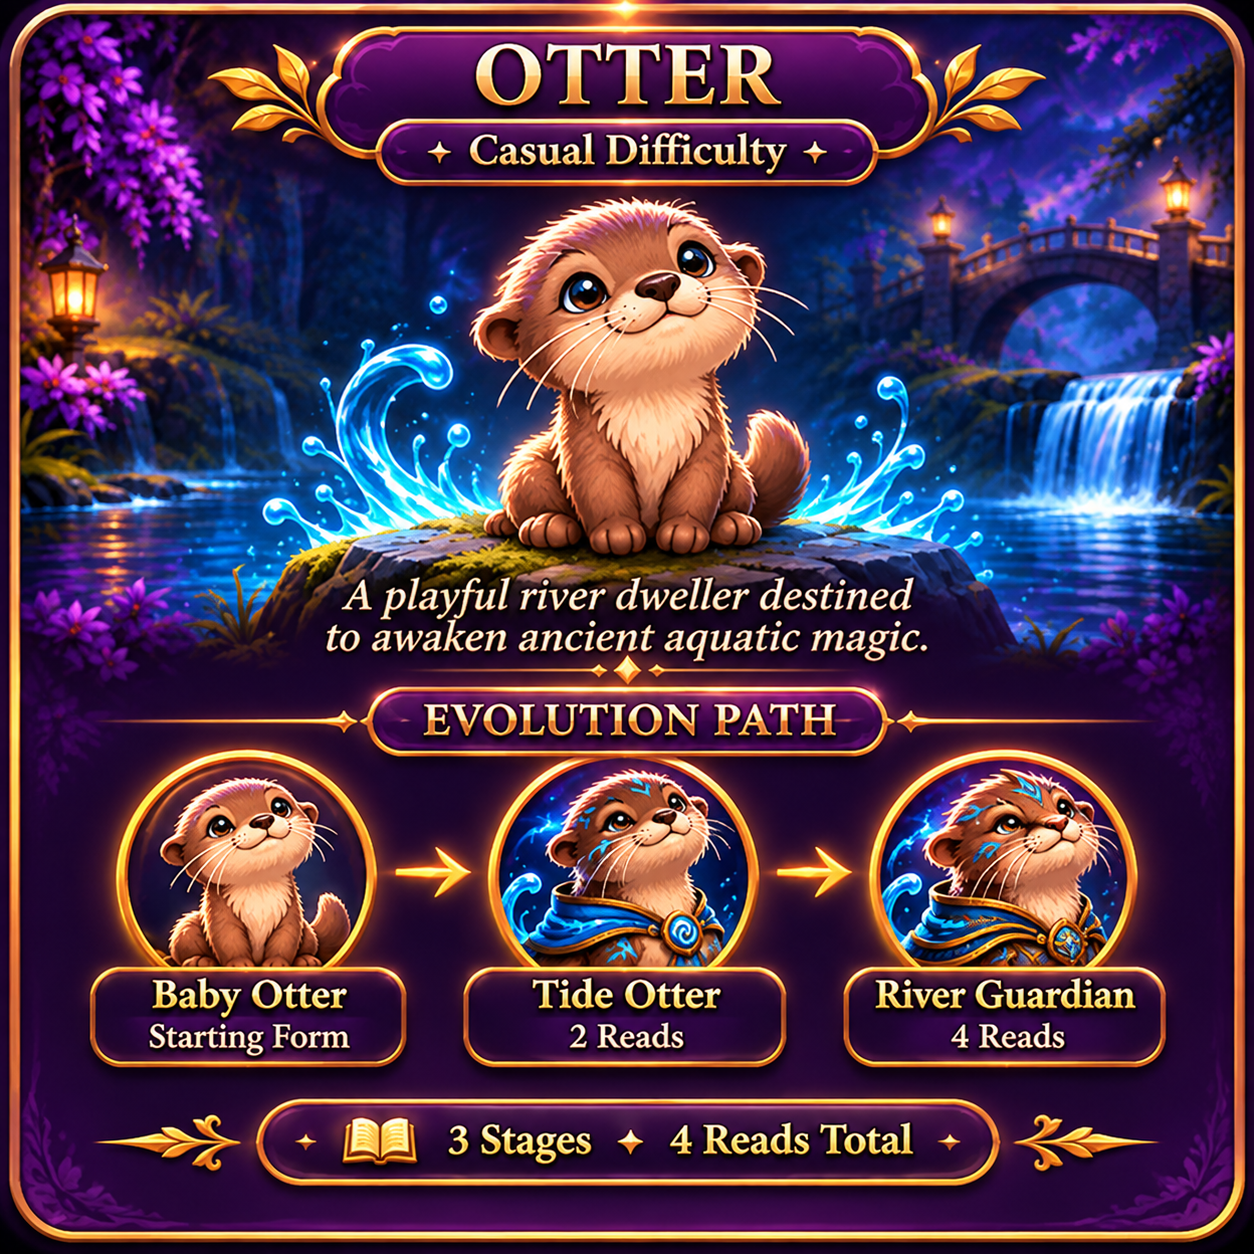 OTTER
Casual Difficulty
A playful river dweller destined
to awaken ancient aquatic magic.
EVOLUTION PATH
Baby Otter
Starting Form
Tide Otter
2 Reads
River Guardian
4 Reads
3 Stages ✦ 4 Reads Total